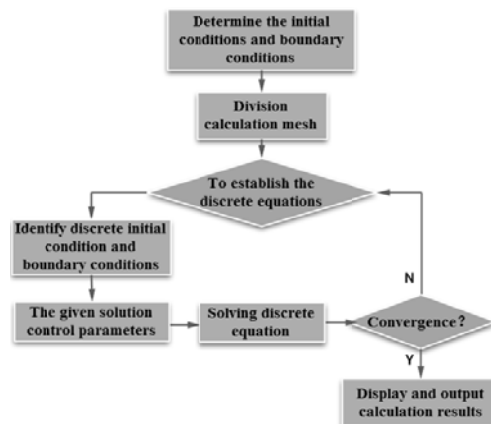 Determine the initial
conditions and boundary
conditions
Division
calculation mesh
To establish the
discrete equations
Identify discrete initial
condition and
boundary conditions
The given solution
control parameters
Solving discrete
equation
Convergence?
N
Y
Display and output
calculation results